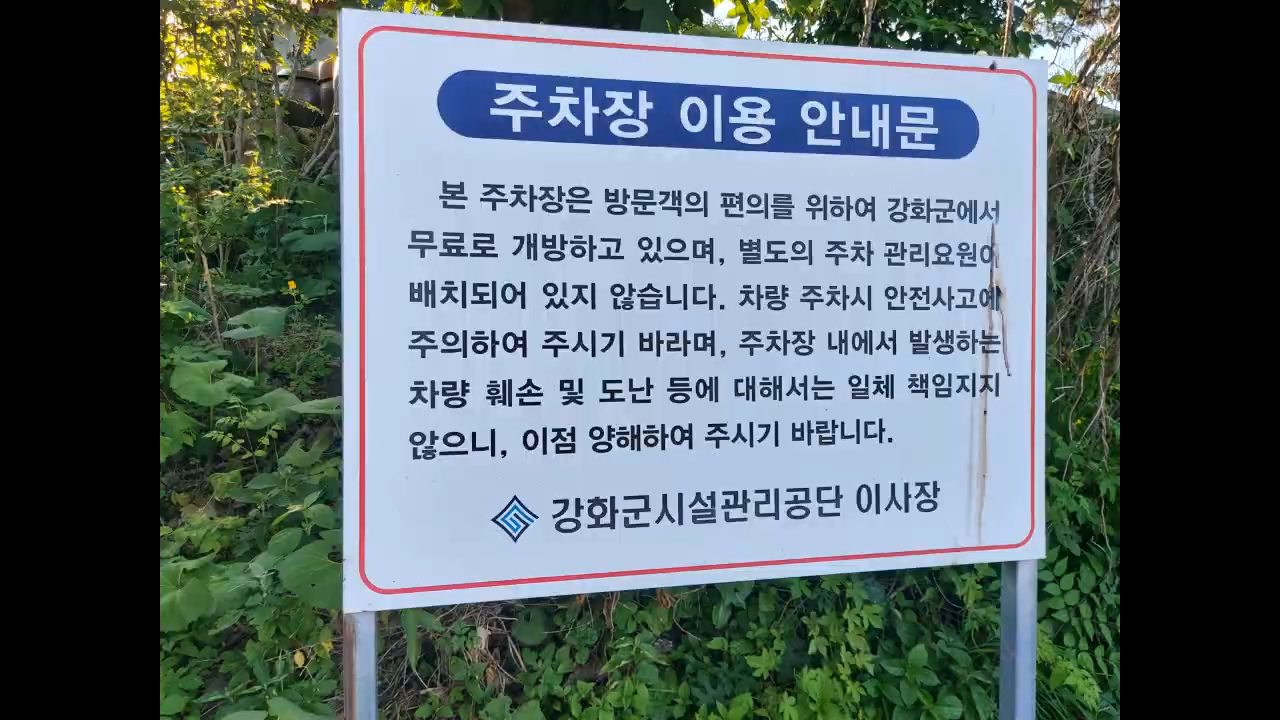 주차장 이용 안내문
본 주차장은 방문객의 편의를 위하여 강화군에서
무료로 개방하고 있으며, 별도의 주차 관리요원이
배치되어 있지 않습니다. 차량 주차시 안전사고에
주의하여 주시기 바라며, 주차장 내에서 발생하는
차량 훼손 및 도난 등에 대해서는 일체 책임지지
않으니, 이점 양해하여 주시기 바랍니다.
강화군시설관리공단 이사장